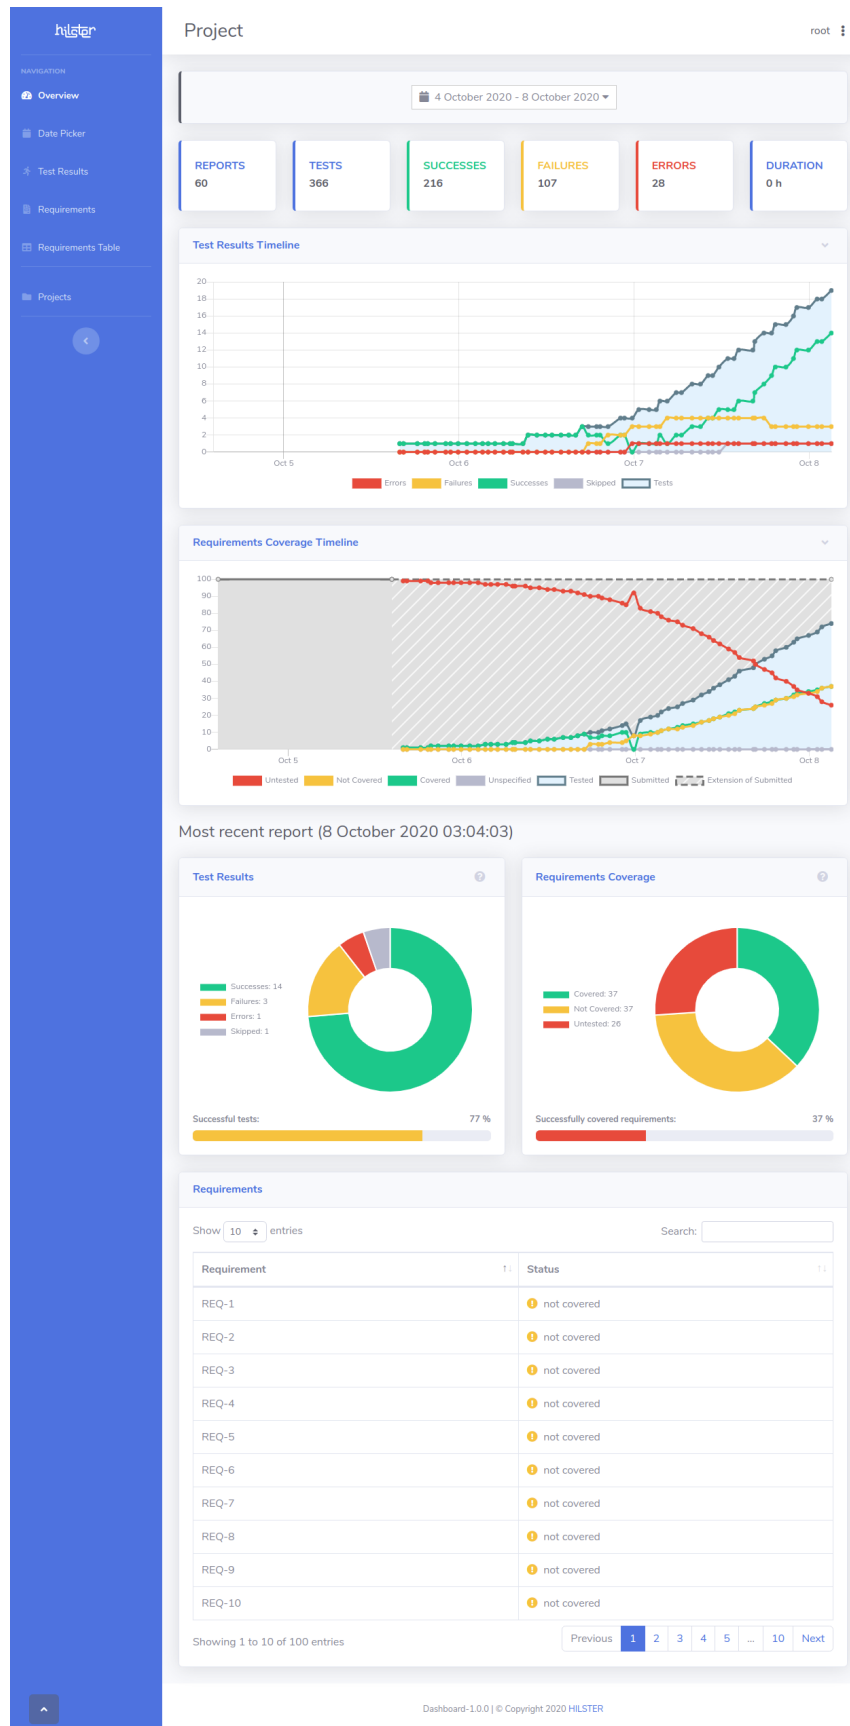 hilster
Project
root
NAVIGATION
Overview
Date Picker
Test Results
Requirements
Requirements Table
Projects
4 October 2020 - 8 October 2020
REPORTS
60
TESTS
366
SUCCESSES
216
FAILURES
107
ERRORS
28
DURATION
0 h
Test Results Timeline
20
18
16
14
12
10
8
6
4
2
0
Oct 5 Oct 6 Oct 7 Oct 8
Errors Failures Successes Skipped Tests
Requirements Coverage Timeline
100
90
80
70
60
50
40
30
20
10
0
Oct 5 Oct 6 Oct 7 Oct 8
Untested Not Covered Covered Unspecified Tested Submitted Extension of Submitted
Most recent report (8 October 2020 03:04:03)
Test Results
Successes: 14
Failures: 3
Errors: 1
Skipped: 1
Successful tests: 77 %
Requirements Coverage
Covered: 37
Not Covered: 37
Untested: 26
Successfully covered requirements: 37 %
Requirements
Show 10 entries Search:
Requirement Status
REQ-1 not covered
REQ-2 not covered
REQ-3 not covered
REQ-4 not covered
REQ-5 not covered
REQ-6 not covered
REQ-7 not covered
REQ-8 not covered
REQ-9 not covered
REQ-10 not covered
Showing 1 to 10 of 100 entries
Previous 1 2 3 4 5 ... 10 Next
Dashboard-1.0.0 | © Copyright 2020 HILSTER